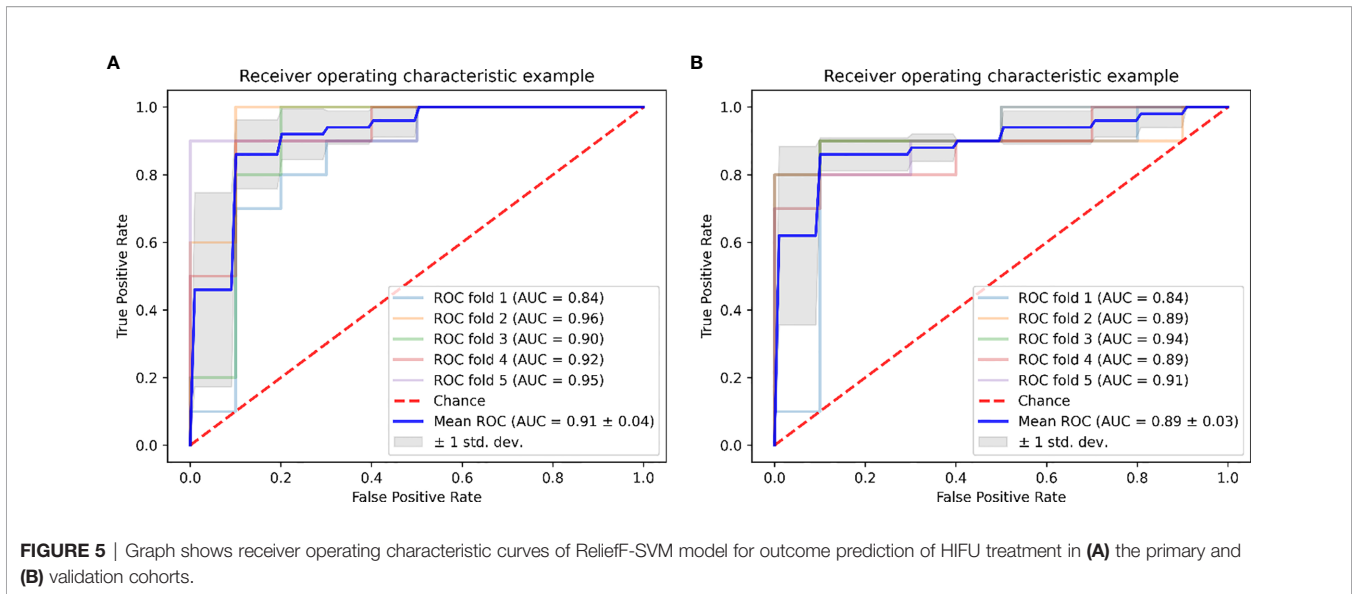 A
Receiver operating characteristic example
True Positive Rate
1.0
0.8
0.6
0.4
0.2
0.0
0.0 0.2 0.4 0.6 0.8 1.0
False Positive Rate
ROC fold 1 (AUC = 0.84)
ROC fold 2 (AUC = 0.96)
ROC fold 3 (AUC = 0.90)
ROC fold 4 (AUC = 0.92)
ROC fold 5 (AUC = 0.95)
Chance
Mean ROC (AUC = 0.91 ± 0.04)
± 1 std. dev.
B
Receiver operating characteristic example
True Positive Rate
1.0
0.8
0.6
0.4
0.2
0.0
0.0 0.2 0.4 0.6 0.8 1.0
False Positive Rate
ROC fold 1 (AUC = 0.84)
ROC fold 2 (AUC = 0.89)
ROC fold 3 (AUC = 0.94)
ROC fold 4 (AUC = 0.89)
ROC fold 5 (AUC = 0.91)
Chance
Mean ROC (AUC = 0.89 ± 0.03)
± 1 std. dev.
FIGURE 5 | Graph shows receiver operating characteristic curves of ReliefF-SVM model for outcome prediction of HIFU treatment in (A) the primary and
(B) validation cohorts.